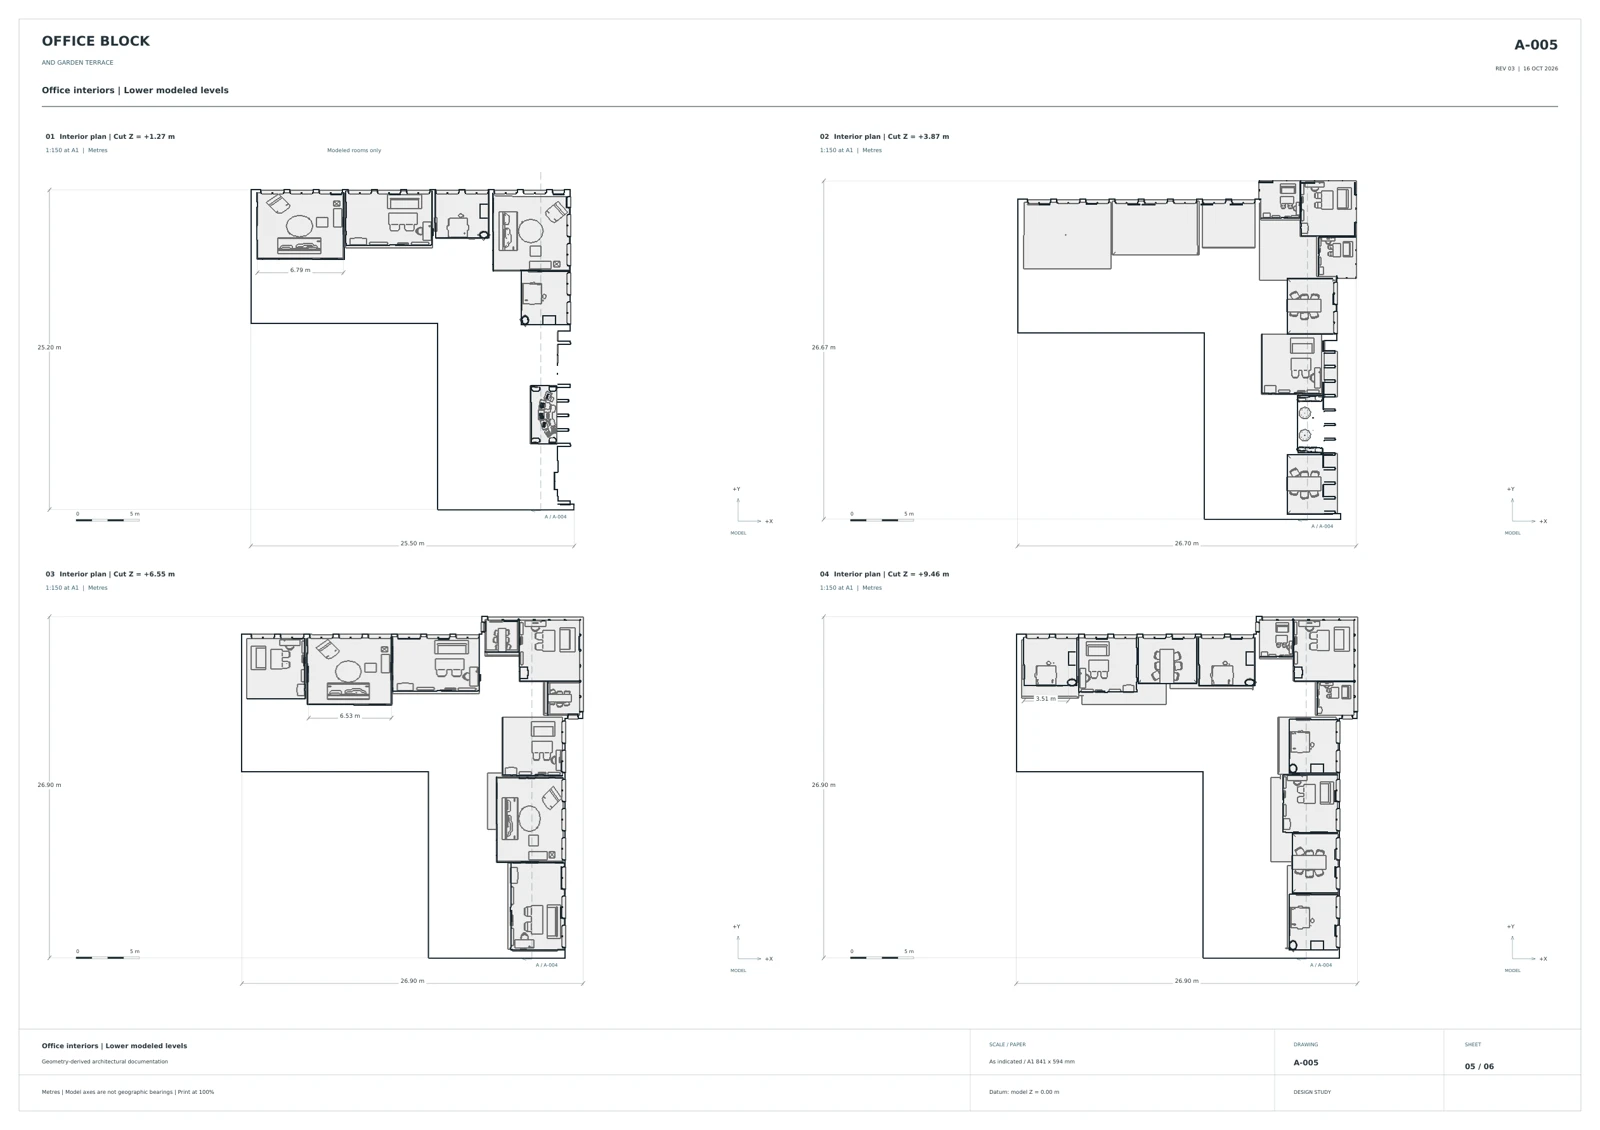 OFFICE BLOCK
A-005
AND GARDEN TERRACE
REV 03 | 16 OCT 2026
Office interiors | Lower modeled levels
01 Interior plan | Cut Z = +1.27 m
1:150 at A1 | Metres
Modeled rooms only
6.79 m
25.20 m
0 5 m
A / A-004
25.50 m
+Y
+X
MODEL
02 Interior plan | Cut Z = +3.87 m
1:150 at A1 | Metres
26.67 m
0 5 m
A / A-004
26.70 m
+Y
+X
MODEL
03 Interior plan | Cut Z = +6.55 m
1:150 at A1 | Metres
6.53 m
26.90 m
0 5 m
A / A-004
26.90 m
+Y
+X
MODEL
04 Interior plan | Cut Z = +9.46 m
1:150 at A1 | Metres
3.51 m
26.90 m
0 5 m
A / A-004
26.90 m
+Y
+X
MODEL
Office interiors | Lower modeled levels
Geometry-derived architectural documentation
Metres | Model axes are not geographic bearings | Print at 100%
SCALE / PAPER
As indicated / A1 841 x 594 mm
Datum: model Z = 0.00 m
DRAWING
A-005
DESIGN STUDY
SHEET
05 / 06